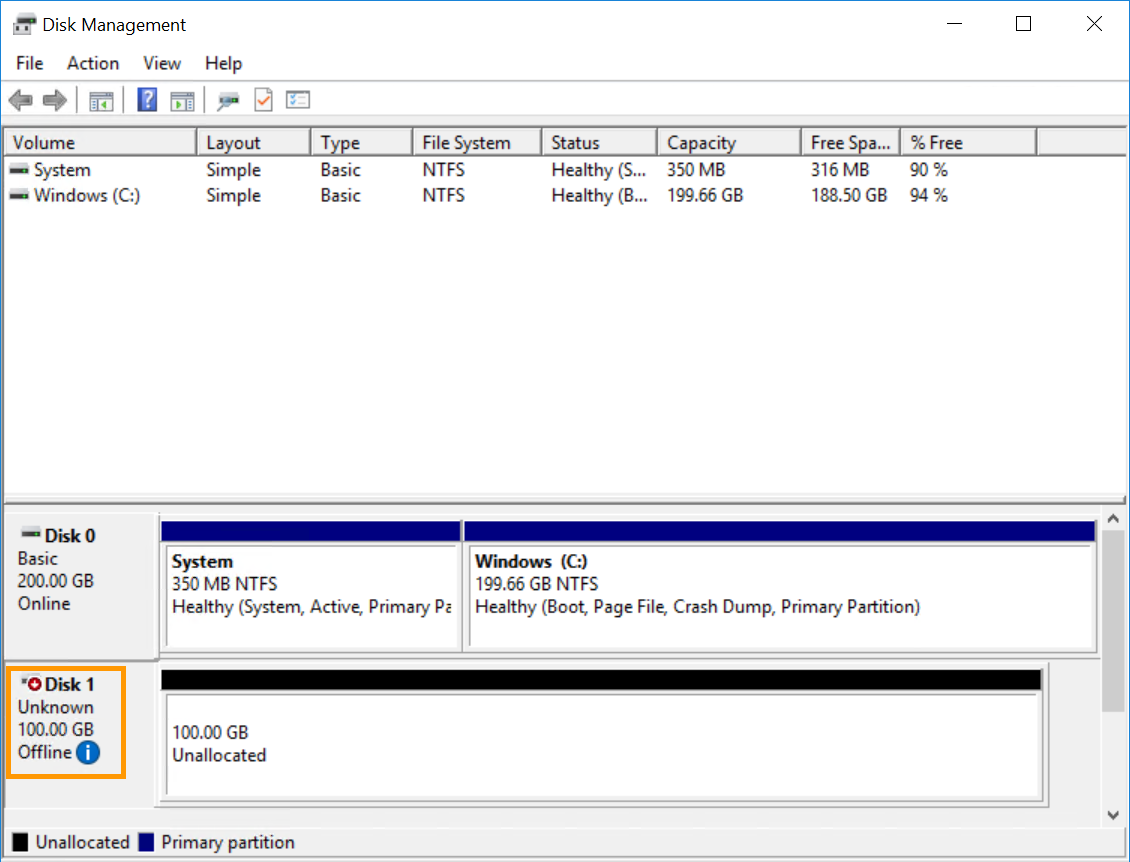 Disk Management
File Action View Help
Volume Layout Type File System Status Capacity Free Spa... % Free
System Simple Basic NTFS Healthy (S... 350 MB 316 MB 90 %
Windows (C:) Simple Basic NTFS Healthy (B... 199.66 GB 188.50 GB 94 %
Disk 0
Basic
200.00 GB
Online
System
350 MB NTFS
Healthy (System, Active, Primary Pa
Windows (C:)
199.66 GB NTFS
Healthy (Boot, Page File, Crash Dump, Primary Partition)
Disk 1
Unknown
100.00 GB
Offline
100.00 GB
Unallocated
Unallocated Primary partition